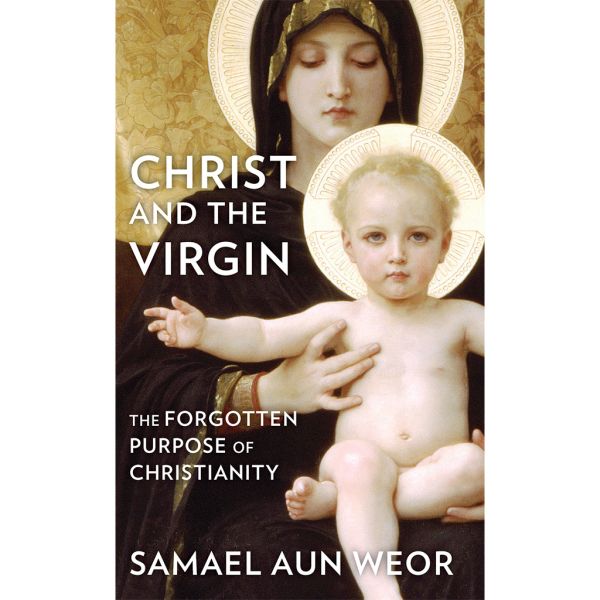 CHRIST
AND THE
VIRGIN
THE FORGOTTEN
PURPOSE OF
CHRISTIANITY
SAMAEL AUN WEOR